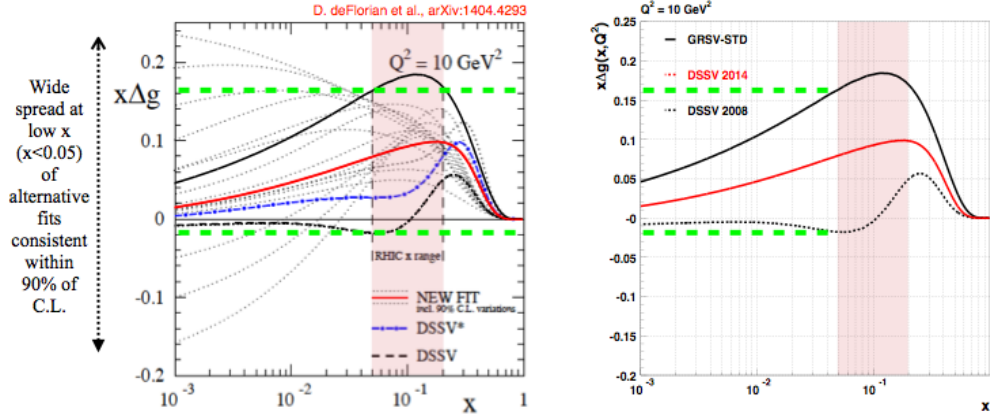 D. deFlorian et al., arXiv:1404.4293
Wide
spread at
low x
(x<0.05)
of
alternative
fits
consistent
within
90% of
C.L.
xΔg
Q² = 10 GeV²
0.2
0.1
0
-0.1
-0.2
RHIC x range
NEW FIT
incl. 90% C.L. variations
DSSV*
DSSV
10⁻³ 10⁻² 10⁻¹ x 1
Q² = 10 GeV²
xΔg(x,Q²)
0.25
0.2
0.15
0.1
0.05
-0
-0.05
-0.1
-0.15
-0.2
GRSV-STD
DSSV 2014
DSSV 2008
10⁻³ 10⁻² 10⁻¹ x